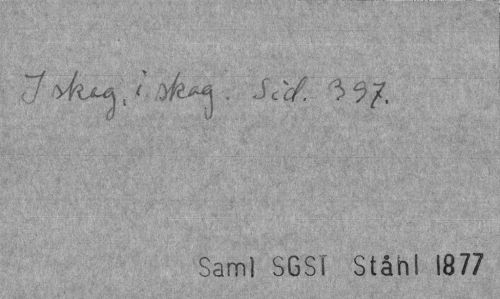 I skag, i skag. Sid. 397.
Saml SGST Ståhl 1877